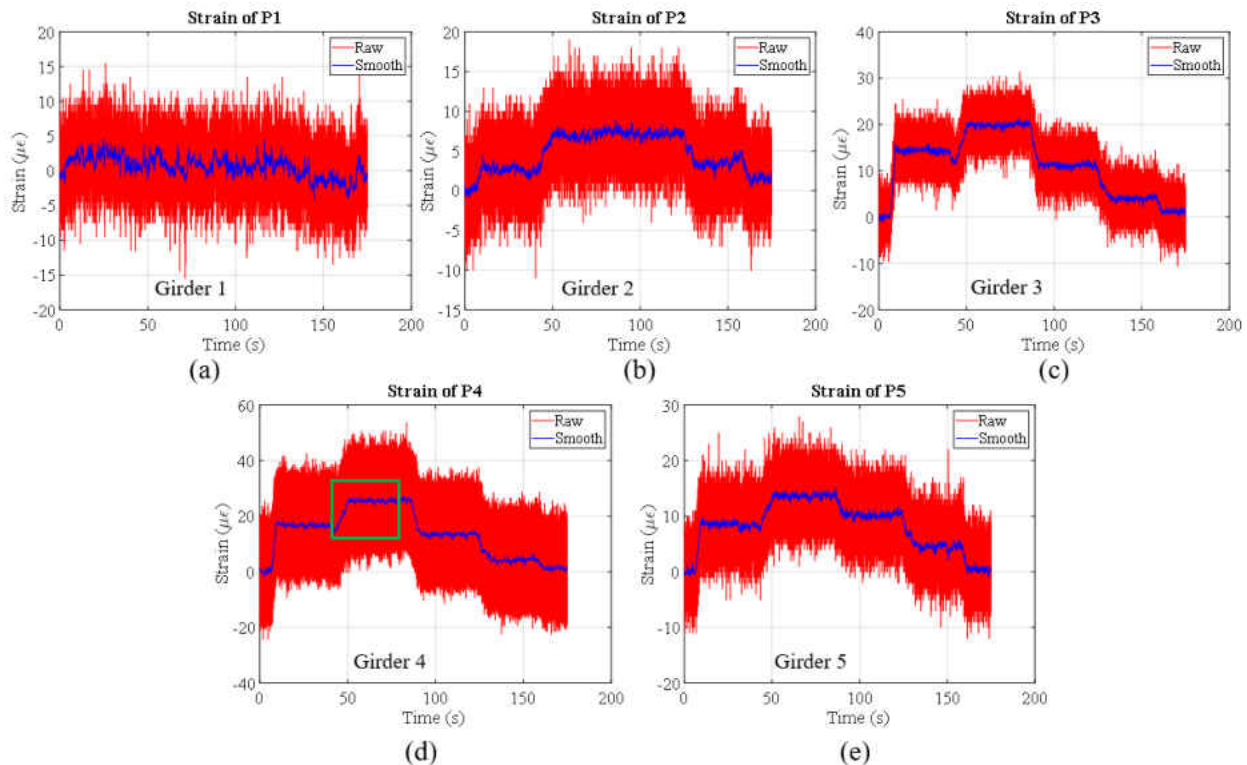 Strain of P1
Raw
Smooth
20
15
10
5
0
-5
-10
-15
-20
Strain (με)
Girder 1
0
50
100
150
200
Time (s)
(a)
Strain of P2
Raw
Smooth
20
15
10
5
0
-5
-10
-15
Strain (με)
Girder 2
0
50
100
150
200
Time (s)
(b)
Strain of P3
Raw
Smooth
40
30
20
10
0
-10
-20
Strain (με)
Girder 3
0
50
100
150
200
Time (s)
(c)
Strain of P4
Raw
Smooth
60
40
20
0
-20
-40
Strain (με)
Girder 4
0
50
100
150
200
Time (s)
(d)
Strain of P5
Raw
Smooth
30
20
10
0
-10
-20
Strain (με)
Girder 5
0
50
100
150
200
Time (s)
(e)